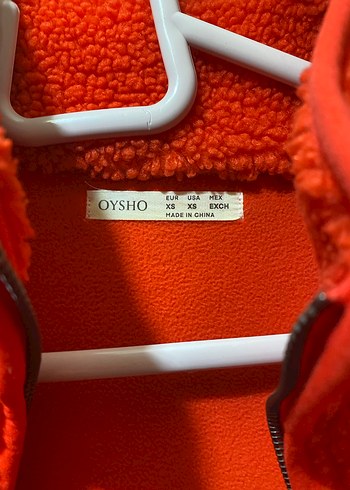 OYSHO
EUR USA MEX
XS XS EXCH
MADE IN CHINA